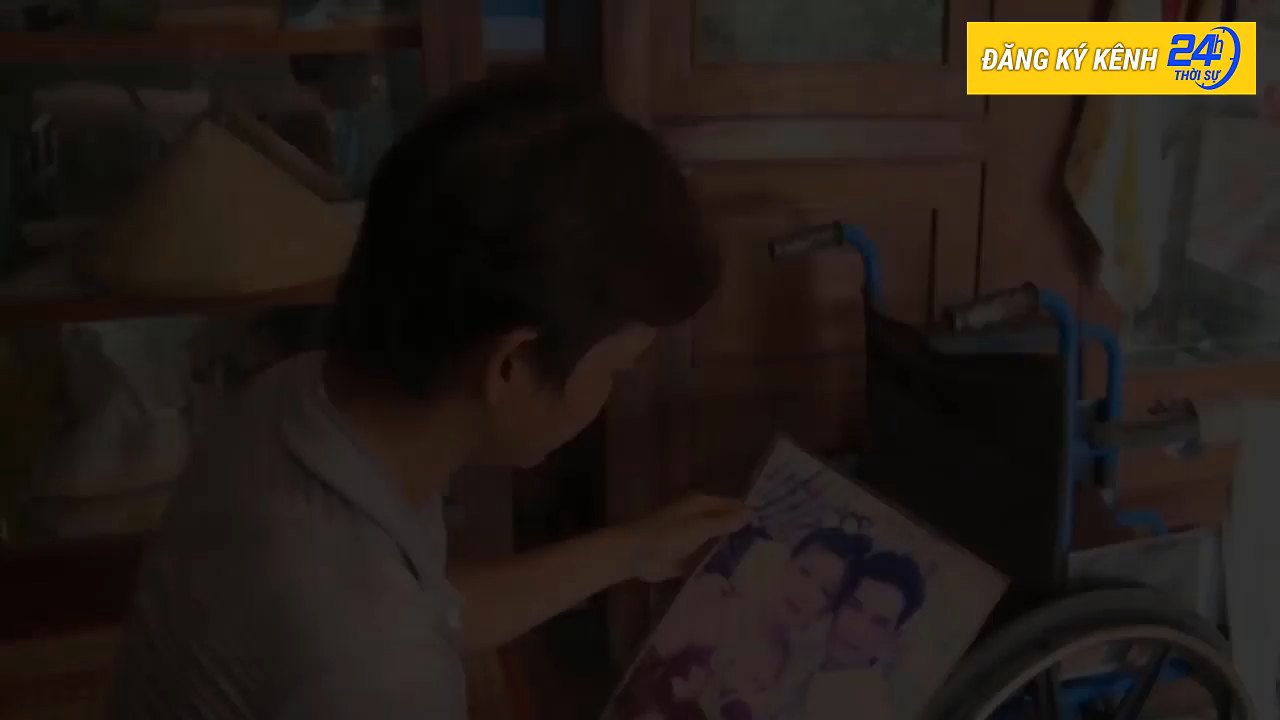 ĐĂNG KÝ KÊNH
24h
THỜI SỰ